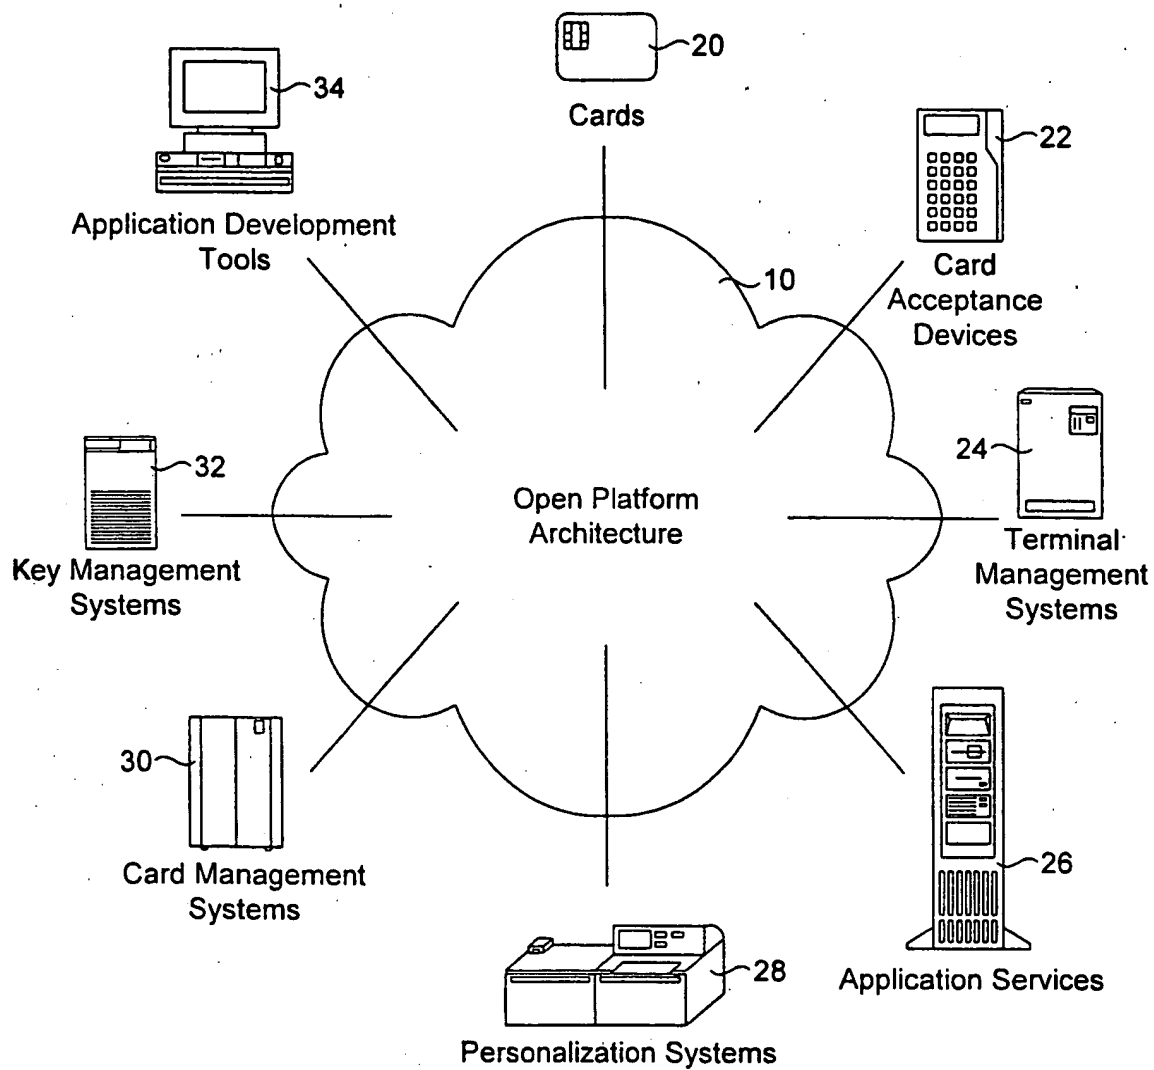 20
Cards
34
Application Development
Tools
22
Card
Acceptance
Devices
10
24
Terminal
Management
Systems
32
Key Management
Systems
Open Platform
Architecture
30
Card Management
Systems
26
Application Services
28
Personalization Systems